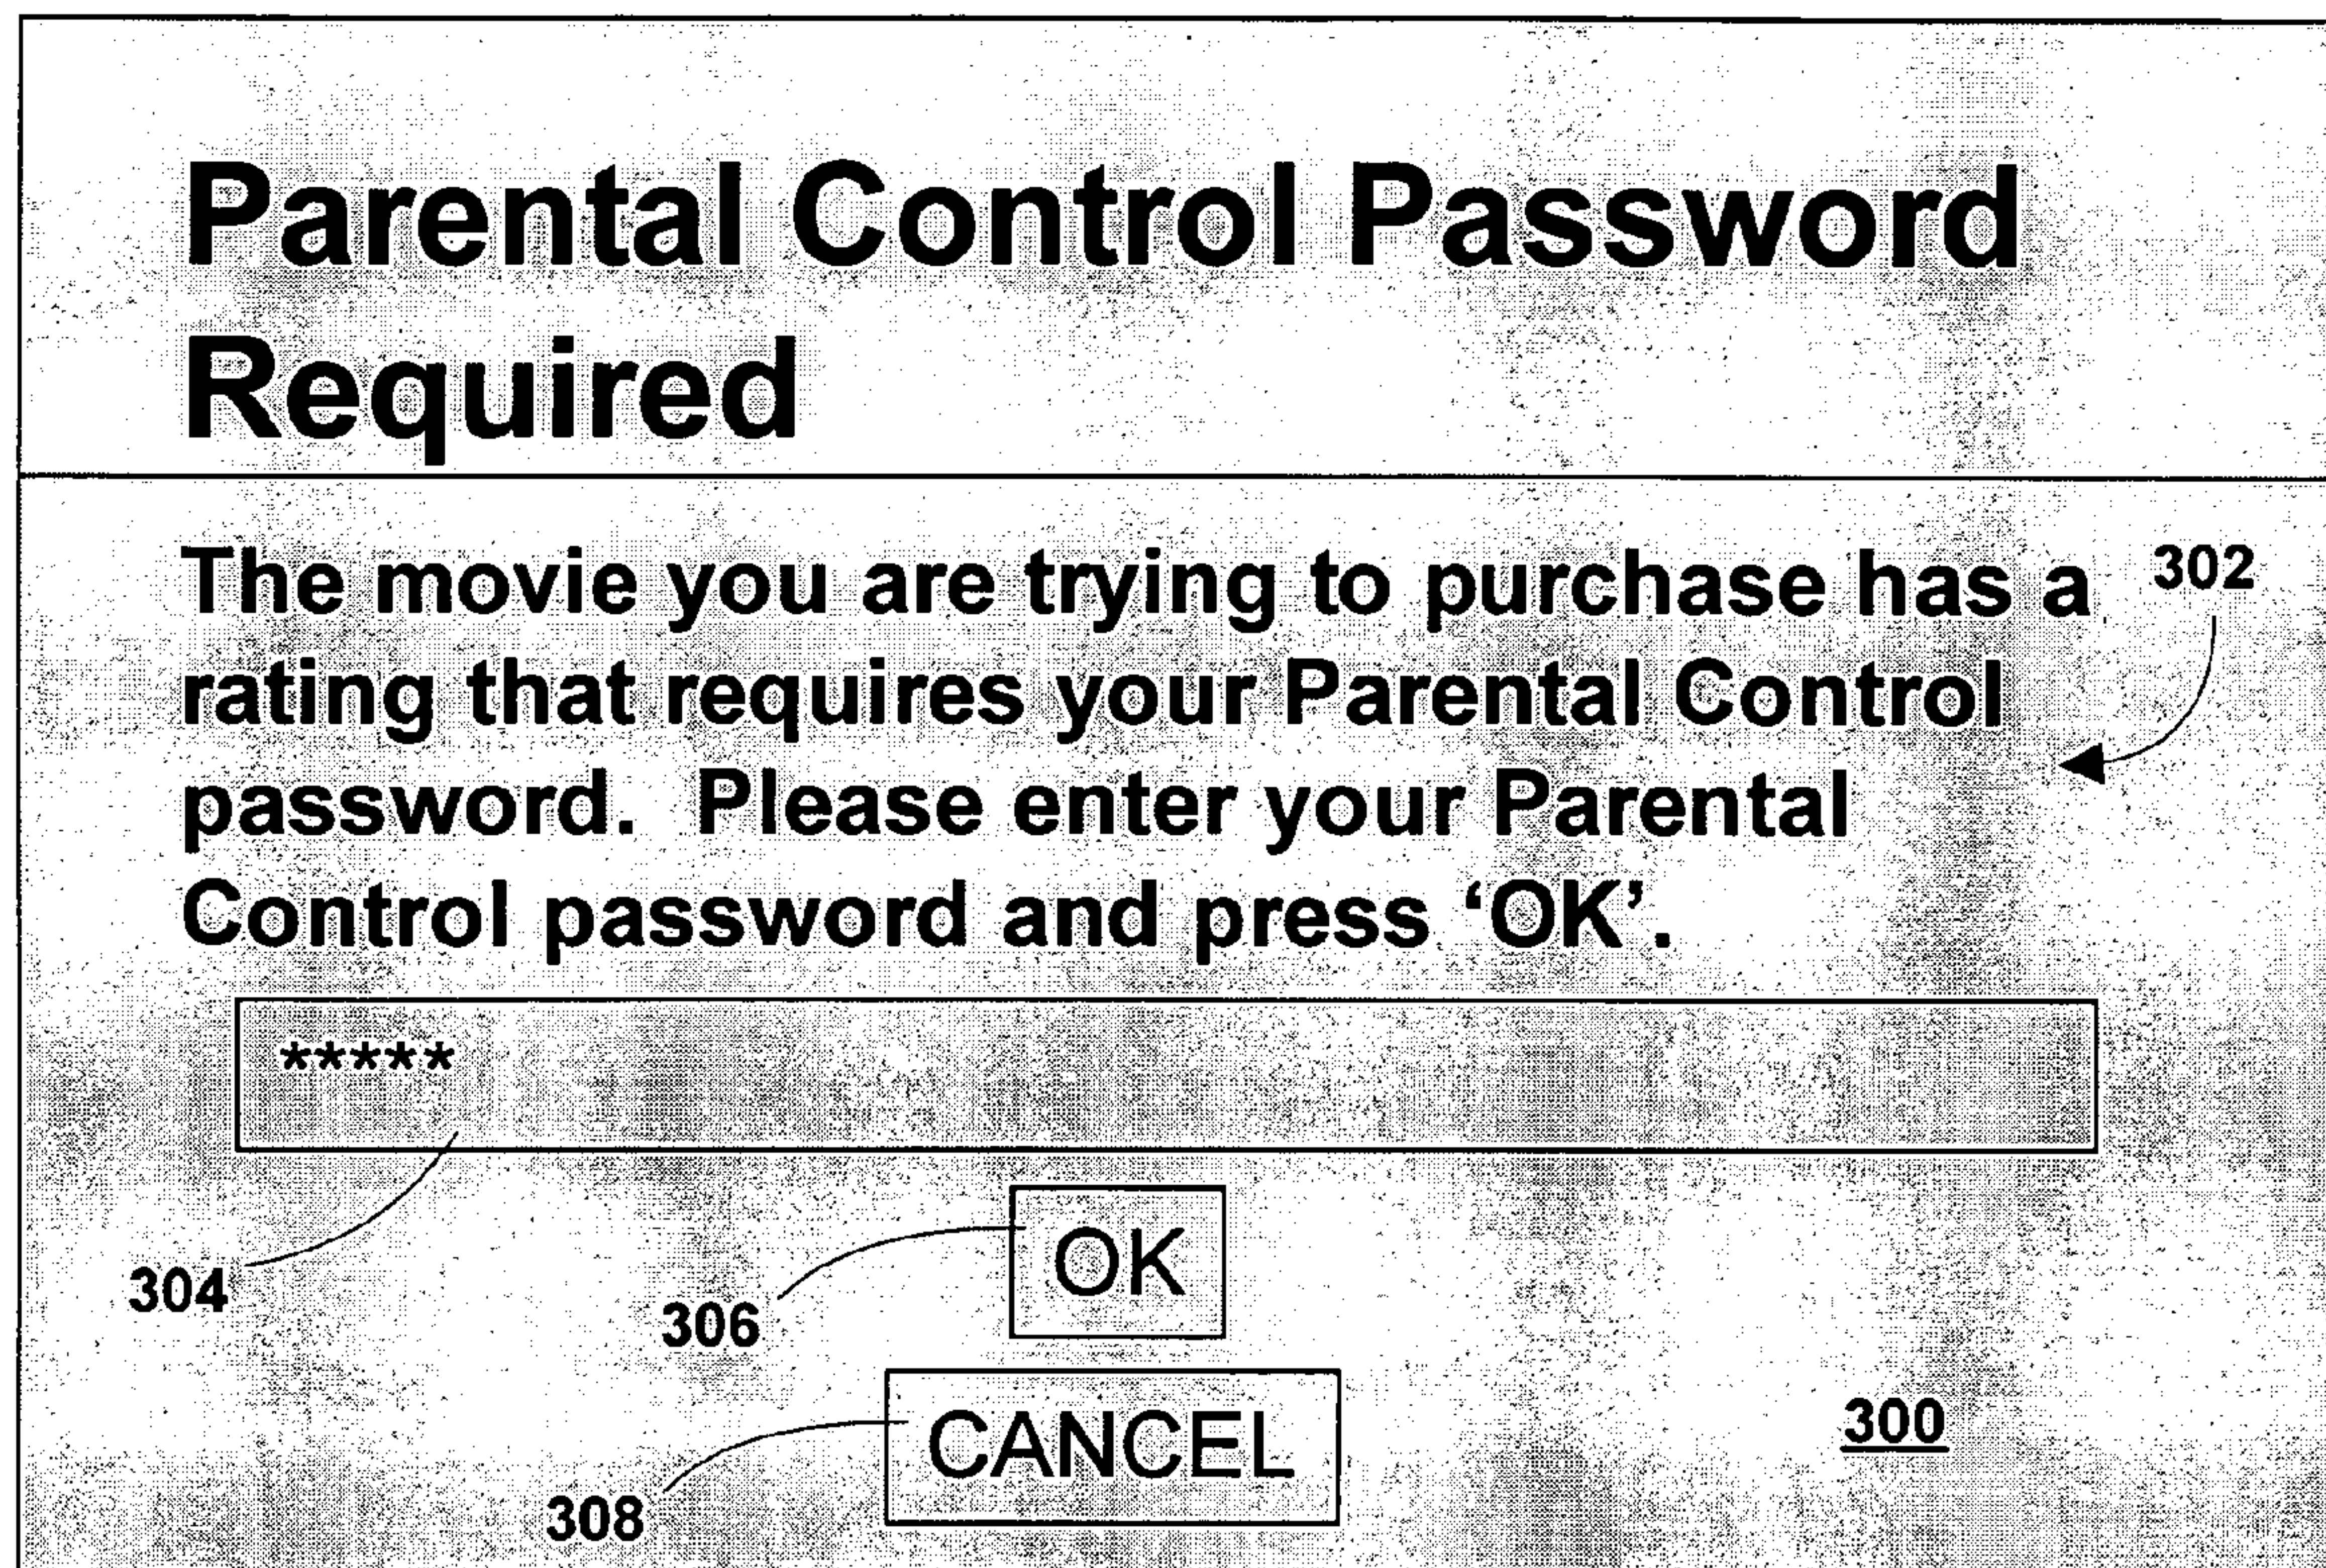 Parental Control Password
Required
The movie you are trying to purchase has a
302
rating that requires your Parental Control
password. Please enter your Parental
Control password and press ‘OK’.
*****
304
306
OK
308
CANCEL
300